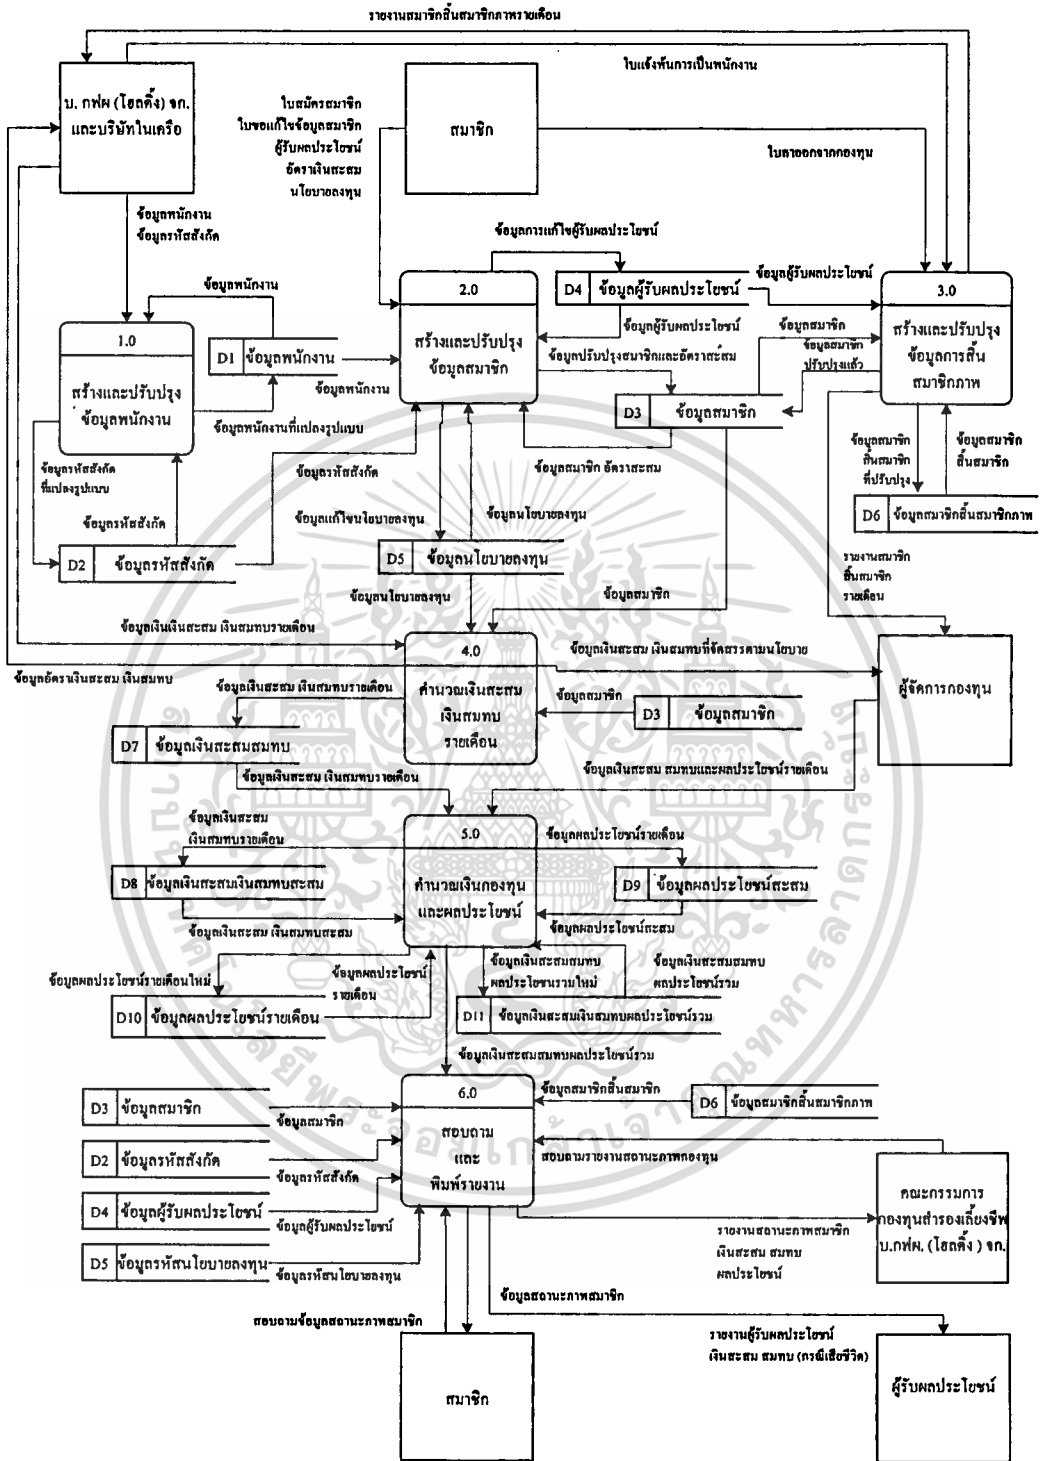 รายงานสมาชิกสิ้นสมาชิกภาพรายเดือน
ใบแจ้งพ้นการเป็นพนักงาน
บ. กฟผ (โฮลดิ้ง) จก.
และบริษัทในเครือ
สมาชิก
ใบสมัครสมาชิก
ใบขอแก้ไขข้อมูลสมาชิก
ผู้รับผลประโยชน์
อัตราเงินสะสม
นโยบายลงทุน
ใบลาออกจากกองทุน
ข้อมูลพนักงาน
ข้อมูลรหัสสังกัด
ข้อมูลการแก้ไขผู้รับผลประโยชน์
ข้อมูลพนักงาน
1.0
สร้างและปรับปรุง
ข้อมูลพนักงาน
D1 ข้อมูลพนักงาน
ข้อมูลพนักงาน
ข้อมูลพนักงานที่แปลงรูปแบบ
2.0
สร้างและปรับปรุง
ข้อมูลสมาชิก
D4 ข้อมูลผู้รับผลประโยชน์
ข้อมูลผู้รับผลประโยชน์
ข้อมูลผู้รับผลประโยชน์
ข้อมูลปรับปรุงสมาชิกและอัตราสะสม
3.0
สร้างและปรับปรุง
ข้อมูลการสิ้น
สมาชิกภาพ
ข้อมูลสมาชิก
ข้อมูลสมาชิก
ปรับปรุงแล้ว
D3 ข้อมูลสมาชิก
ข้อมูลสมาชิก อัตราสะสม
ข้อมูลรหัสสังกัด
ที่แปลงรูปแบบ
ข้อมูลรหัสสังกัด
ข้อมูลรหัสสังกัด
D2 ข้อมูลรหัสสังกัด
ข้อมูลแก้ไขนโยบายลงทุน
ข้อมูลนโยบายลงทุน
D5 ข้อมูลนโยบายลงทุน
ข้อมูลนโยบายลงทุน
ข้อมูลสมาชิก
ข้อมูลสมาชิก
สิ้นสมาชิก
ที่ปรับปรุง
ข้อมูลสมาชิก
สิ้นสมาชิก
D6 ข้อมูลสมาชิกสิ้นสมาชิกภาพ
รายงานสมาชิก
สิ้นสมาชิก
รายเดือน
ข้อมูลเงินเงินสะสม เงินสมทบรายเดือน
ข้อมูลอัตราเงินสะสม เงินสมทบ
4.0
คำนวณเงินสะสม
เงินสมทบ
รายเดือน
ข้อมูลเงินสะสม เงินสมทบที่จัดสรรตามนโยบาย
ผู้จัดการกองทุน
ข้อมูลเงินสะสม เงินสมทบรายเดือน
ข้อมูลสมาชิก
D3 ข้อมูลสมาชิก
D7 ข้อมูลเงินสะสมสมทบ
ข้อมูลเงินสะสม เงินสมทบรายเดือน
ข้อมูลเงินสะสม สมทบและผลประโยชน์รายเดือน
ข้อมูลเงินสะสม
เงินสมทบรายเดือน
5.0
คำนวณเงินกองทุน
และผลประโยชน์
ข้อมูลผลประโยชน์รายเดือน
D8 ข้อมูลเงินสะสมเงินสมทบสะสม
D9 ข้อมูลผลประโยชน์สะสม
ข้อมูลเงินสะสม เงินสมทบสะสม
ข้อมูลผลประโยชน์สะสม
ข้อมูลผลประโยชน์รายเดือนใหม่
ข้อมูลผลประโยชน์
รายเดือน
ข้อมูลเงินสะสมสมทบ
ผลประโยชน์รวมใหม่
ข้อมูลเงินสะสมสมทบ
ผลประโยชน์รวม
D10 ข้อมูลผลประโยชน์รายเดือน
D11 ข้อมูลเงินสะสมเงินสมทบผลประโยชน์รวม
ข้อมูลเงินสะสมสมทบผลประโยชน์รวม
6.0
สอบถาม
และ
พิมพ์รายงาน
D3 ข้อมูลสมาชิก
ข้อมูลสมาชิก
D2 ข้อมูลรหัสสังกัด
ข้อมูลรหัสสังกัด
D4 ข้อมูลผู้รับผลประโยชน์
ข้อมูลผู้รับผลประโยชน์
D5 ข้อมูลรหัสนโยบายลงทุน
ข้อมูลรหัสนโยบายลงทุน
ข้อมูลสมาชิกสิ้นสมาชิก
D6 ข้อมูลสมาชิกสิ้นสมาชิกภาพ
สอบถามรายงานสถานะภาพกองทุน
คณะกรรมการ
กองทุนสำรองเลี้ยงชีพ
บ.กฟผ. (โฮลดิ้ง ) จก.
รายงานสถานะภาพสมาชิก
เงินสะสม สมทบ
ผลประโยชน์
สอบถามข้อมูลสถานะภาพสมาชิก
ข้อมูลสถานะภาพสมาชิก
รายงานผู้รับผลประโยชน์
เงินสะสม สมทบ (กรณีเสียชีวิต)
สมาชิก
ผู้รับผลประโยชน์